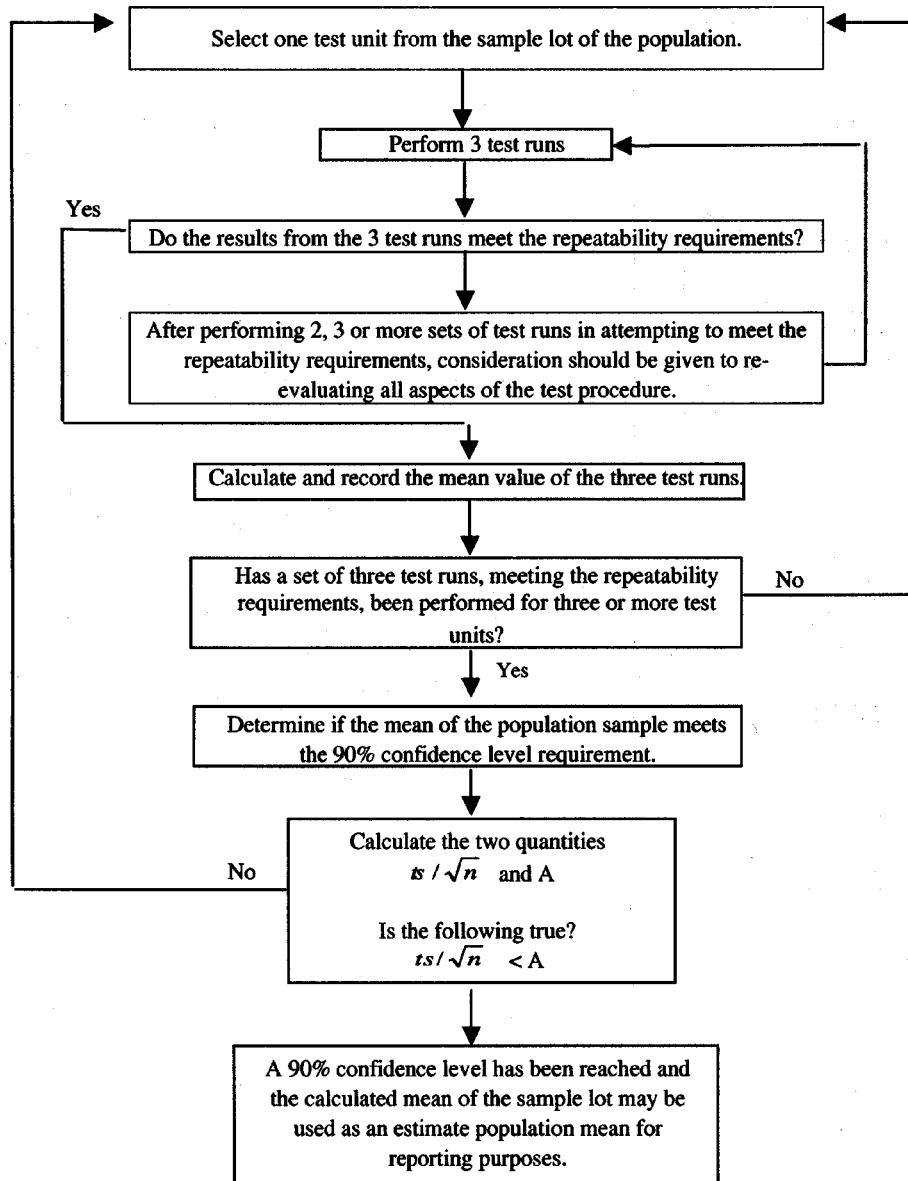 Select one test unit from the sample lot of the population.
Perform 3 test runs
Yes
Do the results from the 3 test runs meet the repeatability requirements?
After performing 2, 3 or more sets of test runs in attempting to meet the
repeatability requirements, consideration should be given to re-
evaluating all aspects of the test procedure.
Calculate and record the mean value of the three test runs.
Has a set of three test runs, meeting the repeatability
requirements, been performed for three or more test
units?
No
Yes
Determine if the mean of the population sample meets
the 90% confidence level requirement.
Calculate the two quantities
ts / √n and A
No
Is the following true?
ts / √n < A
A 90% confidence level has been reached and
the calculated mean of the sample lot may be
used as an estimate population mean for
reporting purposes.